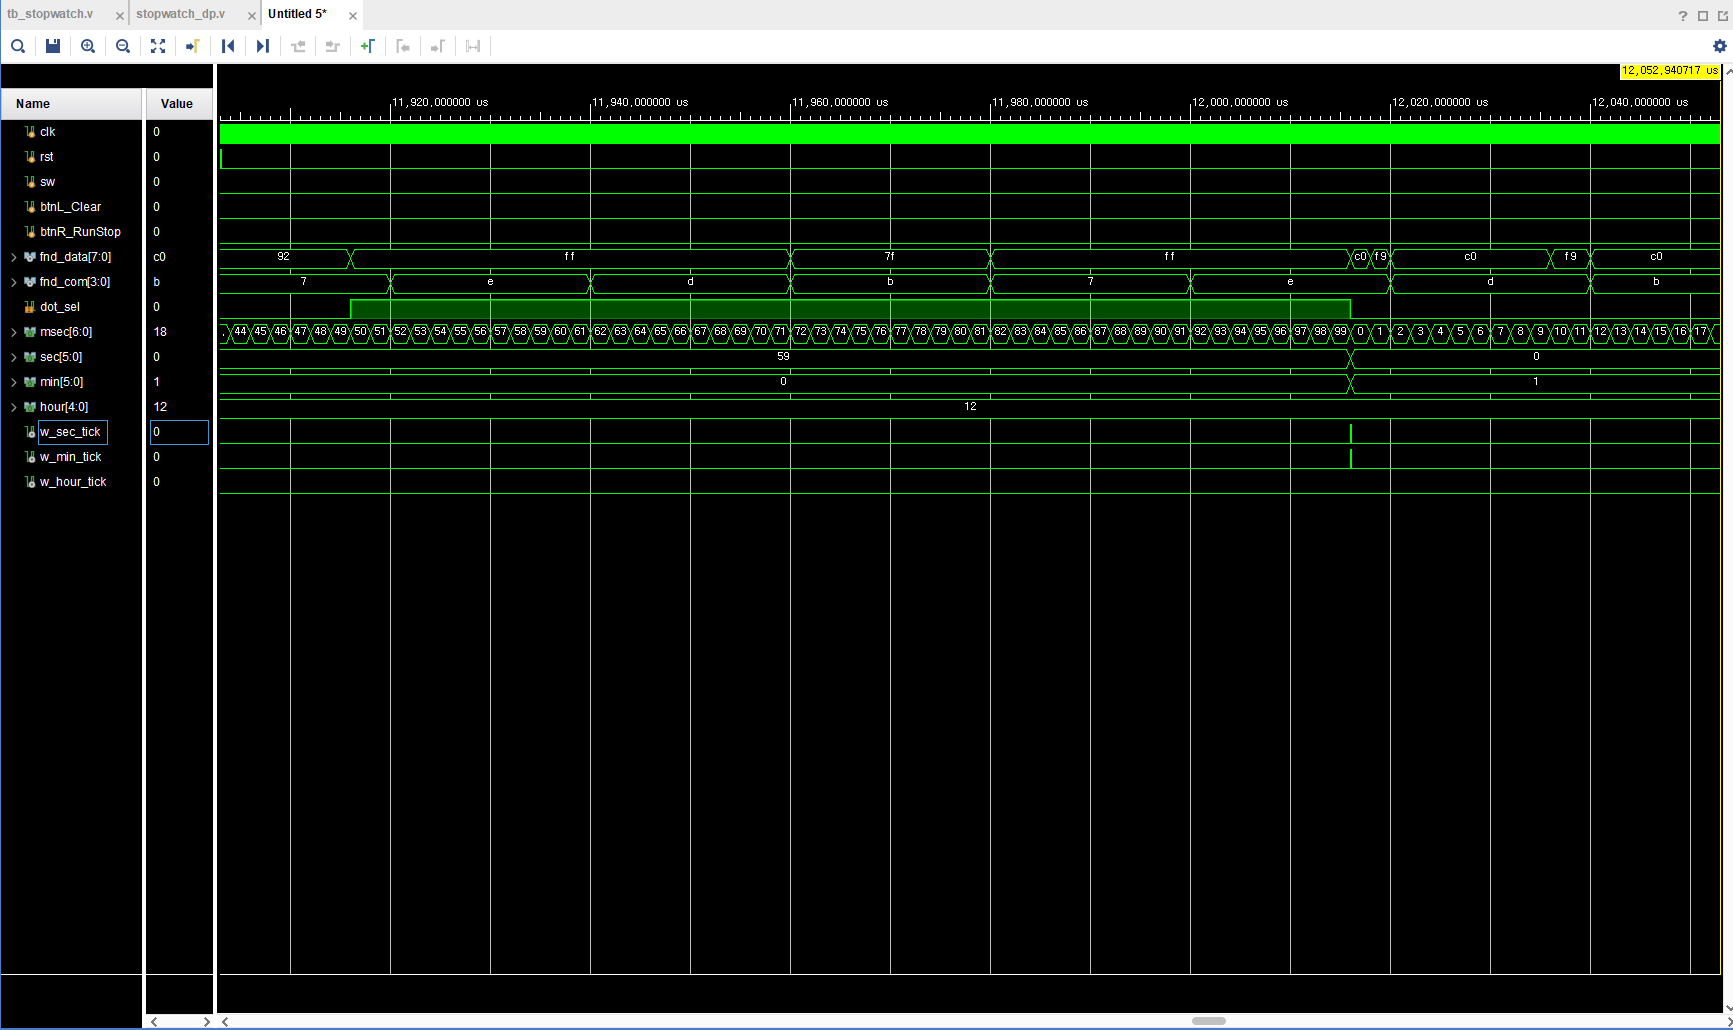 tb_stopwatch.v × stopwatch_dp.v × Untitled 5* ×
?
12,052.940717 us
Name Value
11,920.000000 us 11,940.000000 us 11,960.000000 us 11,980.000000 us 12,000.000000 us 12,020.000000 us 12,040.000000 us
clk 0
rst 0
sw 0
btnL_Clear 0
btnR_RunStop 0
fnd_data[7:0] c0 92 ff 7f ff c0 f9 c0 f9 c0
fnd_com[3:0] b 7 e d b 7 e d b
dot_sel 0
msec[6:0] 18 44 45 46 47 48 49 50 51 52 53 54 55 56 57 58 59 60 61 62 63 64 65 66 67 68 69 70 71 72 73 74 75 76 77 78 79 80 81 82 83 84 85 86 87 88 89 90 91 92 93 94 95 96 97 98 99 0 1 2 3 4 5 6 7 8 9 10 11 12 13 14 15 16 17
sec[5:0] 0 59 0
min[5:0] 1 0 1
hour[4:0] 12 12
w_sec_tick 0
w_min_tick 0
w_hour_tick 0